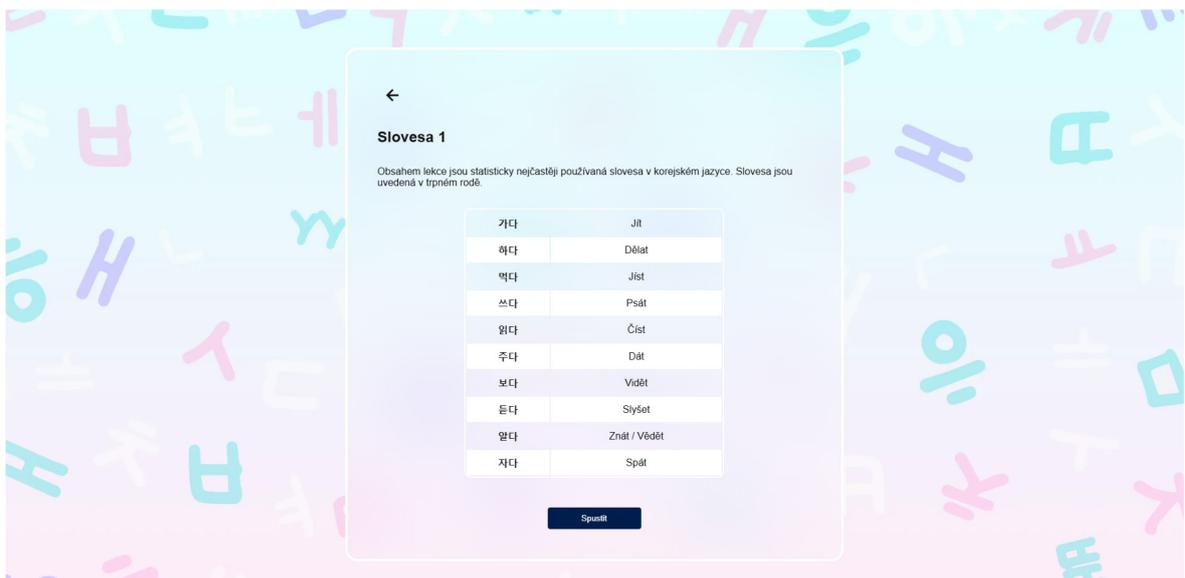 Slovesa 1
Obsahem lekce jsou statisticky nejčastěji používaná slovesa v korejském jazyce. Slovesa jsou
uvedená v trpném rodě.
가다 Jít
하다 Dělat
먹다 Jíst
쓰다 Psát
읽다 Číst
주다 Dát
보다 Vidět
듣다 Slyšet
알다 Znát / Vědět
자다 Spát
Spustit